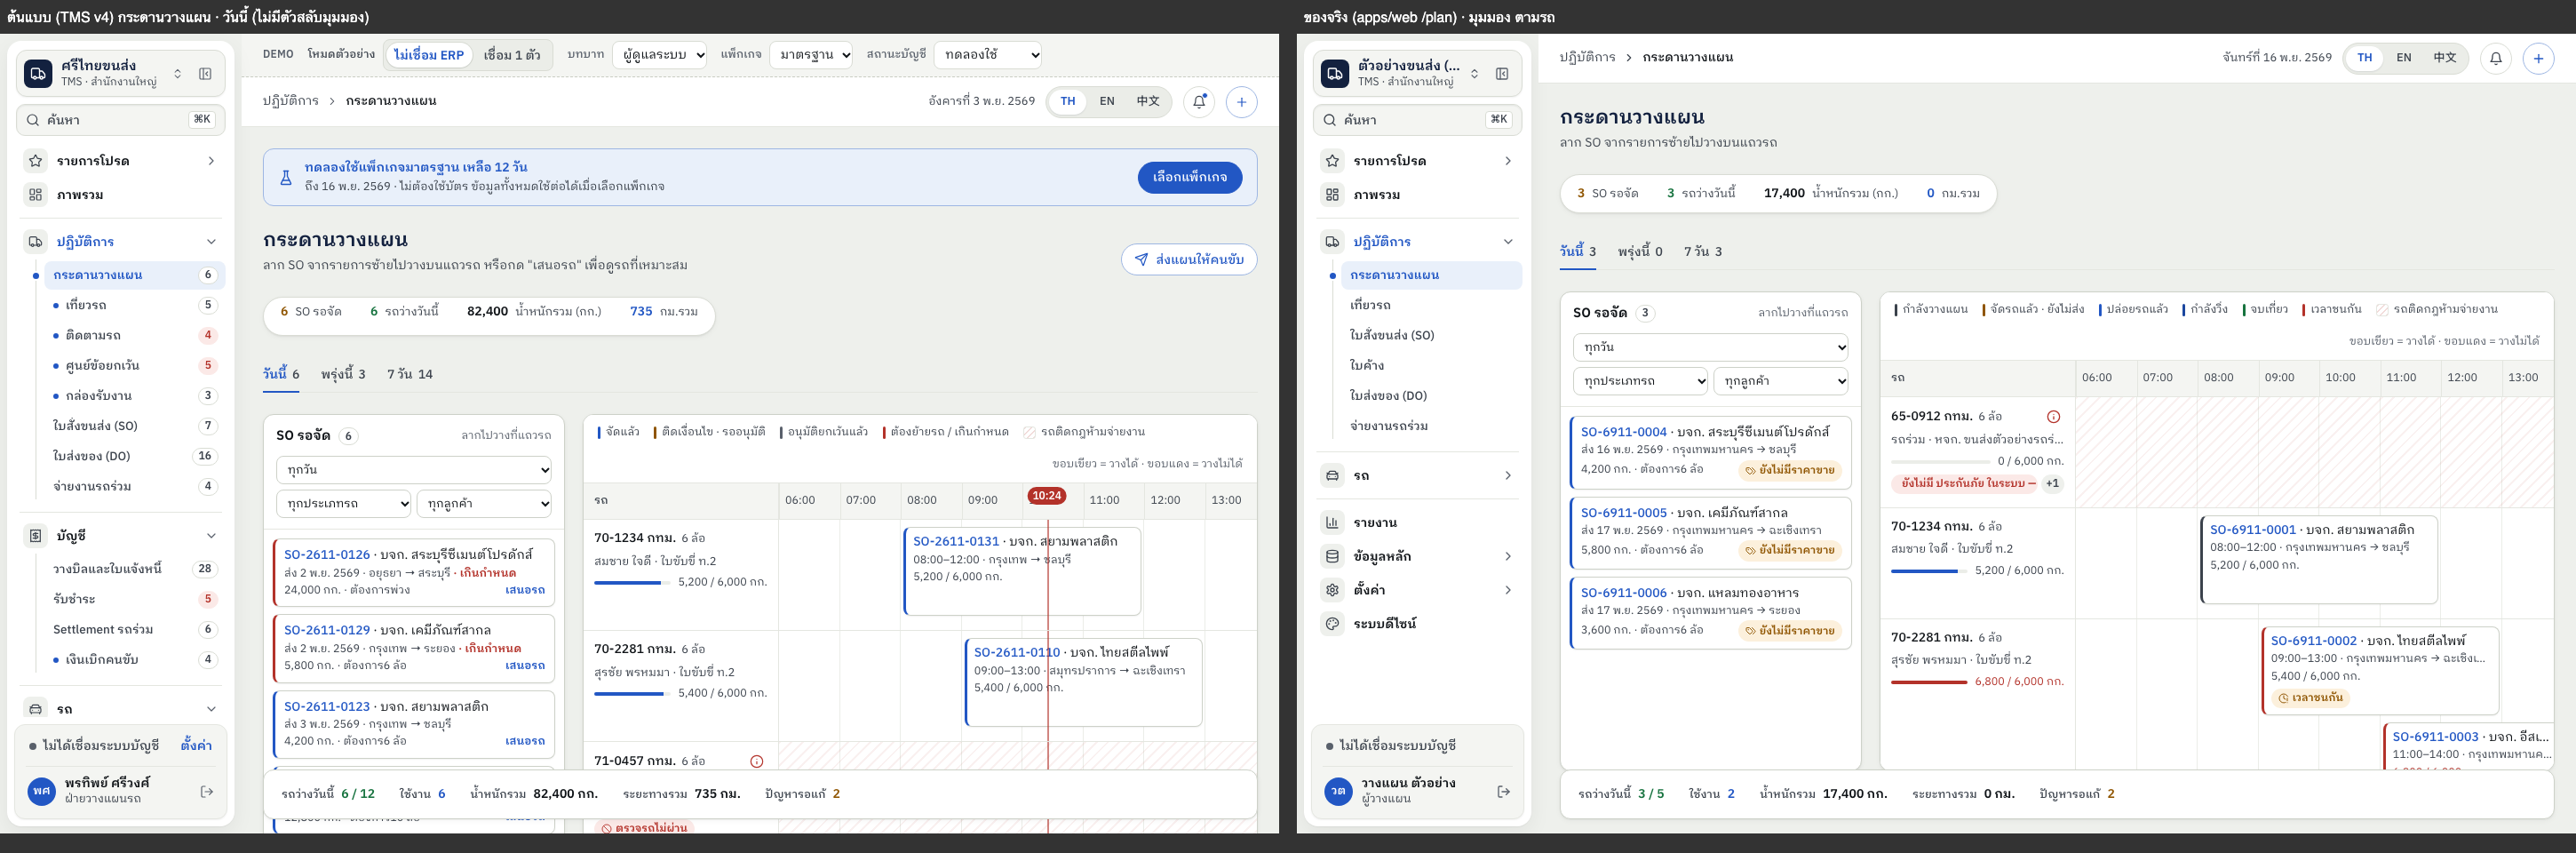 ต้นแบบ (TMS v4) กระดานวางแผน · วันนี้ (ไม่มีตัวสลับมุมมอง)
ศรีไทยขนส่ง
TMS · สำนักงานใหญ่
ค้นหา ⌘K
รายการโปรด
ภาพรวม
ปฏิบัติการ
กระดานวางแผน 6
เที่ยวรถ 5
ติดตามรถ 4
ศูนย์ข้อยกเว้น 5
กล่องรับงาน 3
ใบสั่งขนส่ง (SO) 7
ใบส่งของ (DO) 16
จ่ายงานรถร่วม 4
บัญชี
วางบิลและใบแจ้งหนี้ 28
รับชำระ 5
Settlement รถร่วม 6
เงินเบิกคนขับ 4
รถ
ไม่ได้เชื่อมระบบบัญชี ตั้งค่า
พศ พรทิพย์ ศรีวงศ์
ฝ่ายวางแผนรถ
DEMO โหมดตัวอย่าง ไม่เชื่อม ERP เชื่อม 1 ตัว บทบาท ผู้ดูแลระบบ แพ็กเกจ มาตรฐาน สถานะบัญชี ทดลองใช้
ปฏิบัติการ > กระดานวางแผน อังคารที่ 3 พ.ย. 2569 TH EN 中文
ทดลองใช้แพ็กเกจมาตรฐาน เหลือ 12 วัน
ถึง 16 พ.ย. 2569 · ไม่ต้องใช้บัตร ข้อมูลทั้งหมดใช้ต่อได้เมื่อเลือกแพ็กเกจ
เลือกแพ็กเกจ
กระดานวางแผน
ลาก SO จากรายการซ้ายไปวางบนแถวรถ หรือกด "เสนอรถ" เพื่อดูรถที่เหมาะสม
ส่งแผนให้คนขับ
6 SO รอจัด 6 รถว่างวันนี้ 82,400 น้ำหนักรวม (กก.) 735 กม.รวม
วันนี้ 6 พรุ่งนี้ 3 7 วัน 14
SO รอจัด 6 ลากไปวางที่แถวรถ
ทุกวัน
ทุกประเภทรถ ทุกลูกค้า
SO-2611-0126 · บจก. สระบุรีซีเมนต์โปรดักส์
ส่ง 2 พ.ย. 2569 · อยุธยา → สระบุรี · เกินกำหนด
24,000 กก. · ต้องการพ่วง เสนอรถ
SO-2611-0129 · บจก. เคมีภัณฑ์สากล
ส่ง 2 พ.ย. 2569 · กรุงเทพ → ระยอง · เกินกำหนด
5,800 กก. · ต้องการ6 ล้อ เสนอรถ
SO-2611-0123 · บจก. สยามพลาสติก
ส่ง 3 พ.ย. 2569 · กรุงเทพ → ชลบุรี
4,200 กก. · ต้องการ6 ล้อ เสนอรถ
จัดแล้ว ติดเงื่อนไข · รออนุมัติ อนุมัติยกเว้นแล้ว ต้องย้ายรถ / เกินกำหนด รถติดกฎห้ามจ่ายงาน
ขอบเขียว = วางได้ · ขอบแดง = วางไม่ได้
รถ 06:00 07:00 08:00 09:00 10:24 11:00 12:00 13:00
70-1234 กทม. 6 ล้อ
สมชาย ใจดี · ใบขับขี่ ท.2
5,200 / 6,000 กก.
SO-2611-0131 · บจก. สยามพลาสติก
08:00–12:00 · กรุงเทพ → ชลบุรี
5,200 / 6,000 กก.
70-2281 กทม. 6 ล้อ
สุรชัย พรหมมา · ใบขับขี่ ท.2
5,400 / 6,000 กก.
SO-2611-0110 · บจก. ไทยสตีลไพพ์
09:00–13:00 · สมุทรปราการ → ฉะเชิงเทรา
5,400 / 6,000 กก.
71-0457 กทม. 6 ล้อ
รถว่างวันนี้ 6 / 12 ใช้งาน 6 น้ำหนักรวม 82,400 กก. ระยะทางรวม 735 กม. ปัญหารอแก้ 2
ตรวจรถไม่ผ่าน
ของจริง (apps/web /plan) · มุมมอง ตามรถ
ตัวอย่างขนส่ง (...
TMS · สำนักงานใหญ่
ค้นหา ⌘K
รายการโปรด
ภาพรวม
ปฏิบัติการ
กระดานวางแผน
เที่ยวรถ
ใบสั่งขนส่ง (SO)
ใบค้าง
ใบส่งของ (DO)
จ่ายงานรถร่วม
รถ
รายงาน
ข้อมูลหลัก
ตั้งค่า
ระบบดีไซน์
ไม่ได้เชื่อมระบบบัญชี
วต วางแผน ตัวอย่าง
ผู้วางแผน
ปฏิบัติการ > กระดานวางแผน จันทร์ที่ 16 พ.ย. 2569 TH EN 中文
กระดานวางแผน
ลาก SO จากรายการซ้ายไปวางบนแถวรถ
3 SO รอจัด 3 รถว่างวันนี้ 17,400 น้ำหนักรวม (กก.) 0 กม.รวม
วันนี้ 3 พรุ่งนี้ 0 7 วัน 3
SO รอจัด 3 ลากไปวางที่แถวรถ
ทุกวัน
ทุกประเภทรถ ทุกลูกค้า
SO-6911-0004 · บจก. สระบุรีซีเมนต์โปรดักส์
ส่ง 16 พ.ย. 2569 · กรุงเทพมหานคร → ชลบุรี
4,200 กก. · ต้องการ6 ล้อ ยังไม่มีราคาขาย
SO-6911-0005 · บจก. เคมีภัณฑ์สากล
ส่ง 17 พ.ย. 2569 · กรุงเทพมหานคร → ฉะเชิงเทรา
5,800 กก. · ต้องการ6 ล้อ ยังไม่มีราคาขาย
SO-6911-0006 · บจก. แหลมทองอาหาร
ส่ง 17 พ.ย. 2569 · กรุงเทพมหานคร → ระยอง
3,600 กก. · ต้องการ6 ล้อ ยังไม่มีราคาขาย
กำลังวางแผน จัดรถแล้ว · ยังไม่ส่ง ปล่อยรถแล้ว กำลังวิ่ง จบเที่ยว เวลาชนกัน รถติดกฎห้ามจ่ายงาน
ขอบเขียว = วางได้ · ขอบแดง = วางไม่ได้
รถ 06:00 07:00 08:00 09:00 10:00 11:00 12:00 13:00
65-0912 กทม. 6 ล้อ
รถร่วม · หจก. ขนส่งตัวอย่างรถร่...
0 / 6,000 กก.
ยังไม่มี ประกันภัย ในระบบ — +1
70-1234 กทม. 6 ล้อ
สมชาย ใจดี · ใบขับขี่ ท.2
5,200 / 6,000 กก.
SO-6911-0001 · บจก. สยามพลาสติก
08:00–12:00 · กรุงเทพมหานคร → ชลบุรี
5,200 / 6,000 กก.
70-2281 กทม. 6 ล้อ
สุรชัย พรหมมา · ใบขับขี่ ท.2
6,800 / 6,000 กก.
SO-6911-0002 · บจก. ไทยสตีลไพพ์
09:00–13:00 · กรุงเทพมหานคร → ฉะเชิงเ...
5,400 / 6,000 กก.
เวลาชนกัน
SO-6911-0003 · บจก. อีสเ...
11:00–14:00 · กรุงเทพมหานค...
รถว่างวันนี้ 3 / 5 ใช้งาน 2 น้ำหนักรวม 17,400 กก. ระยะทางรวม 0 กม. ปัญหารอแก้ 2